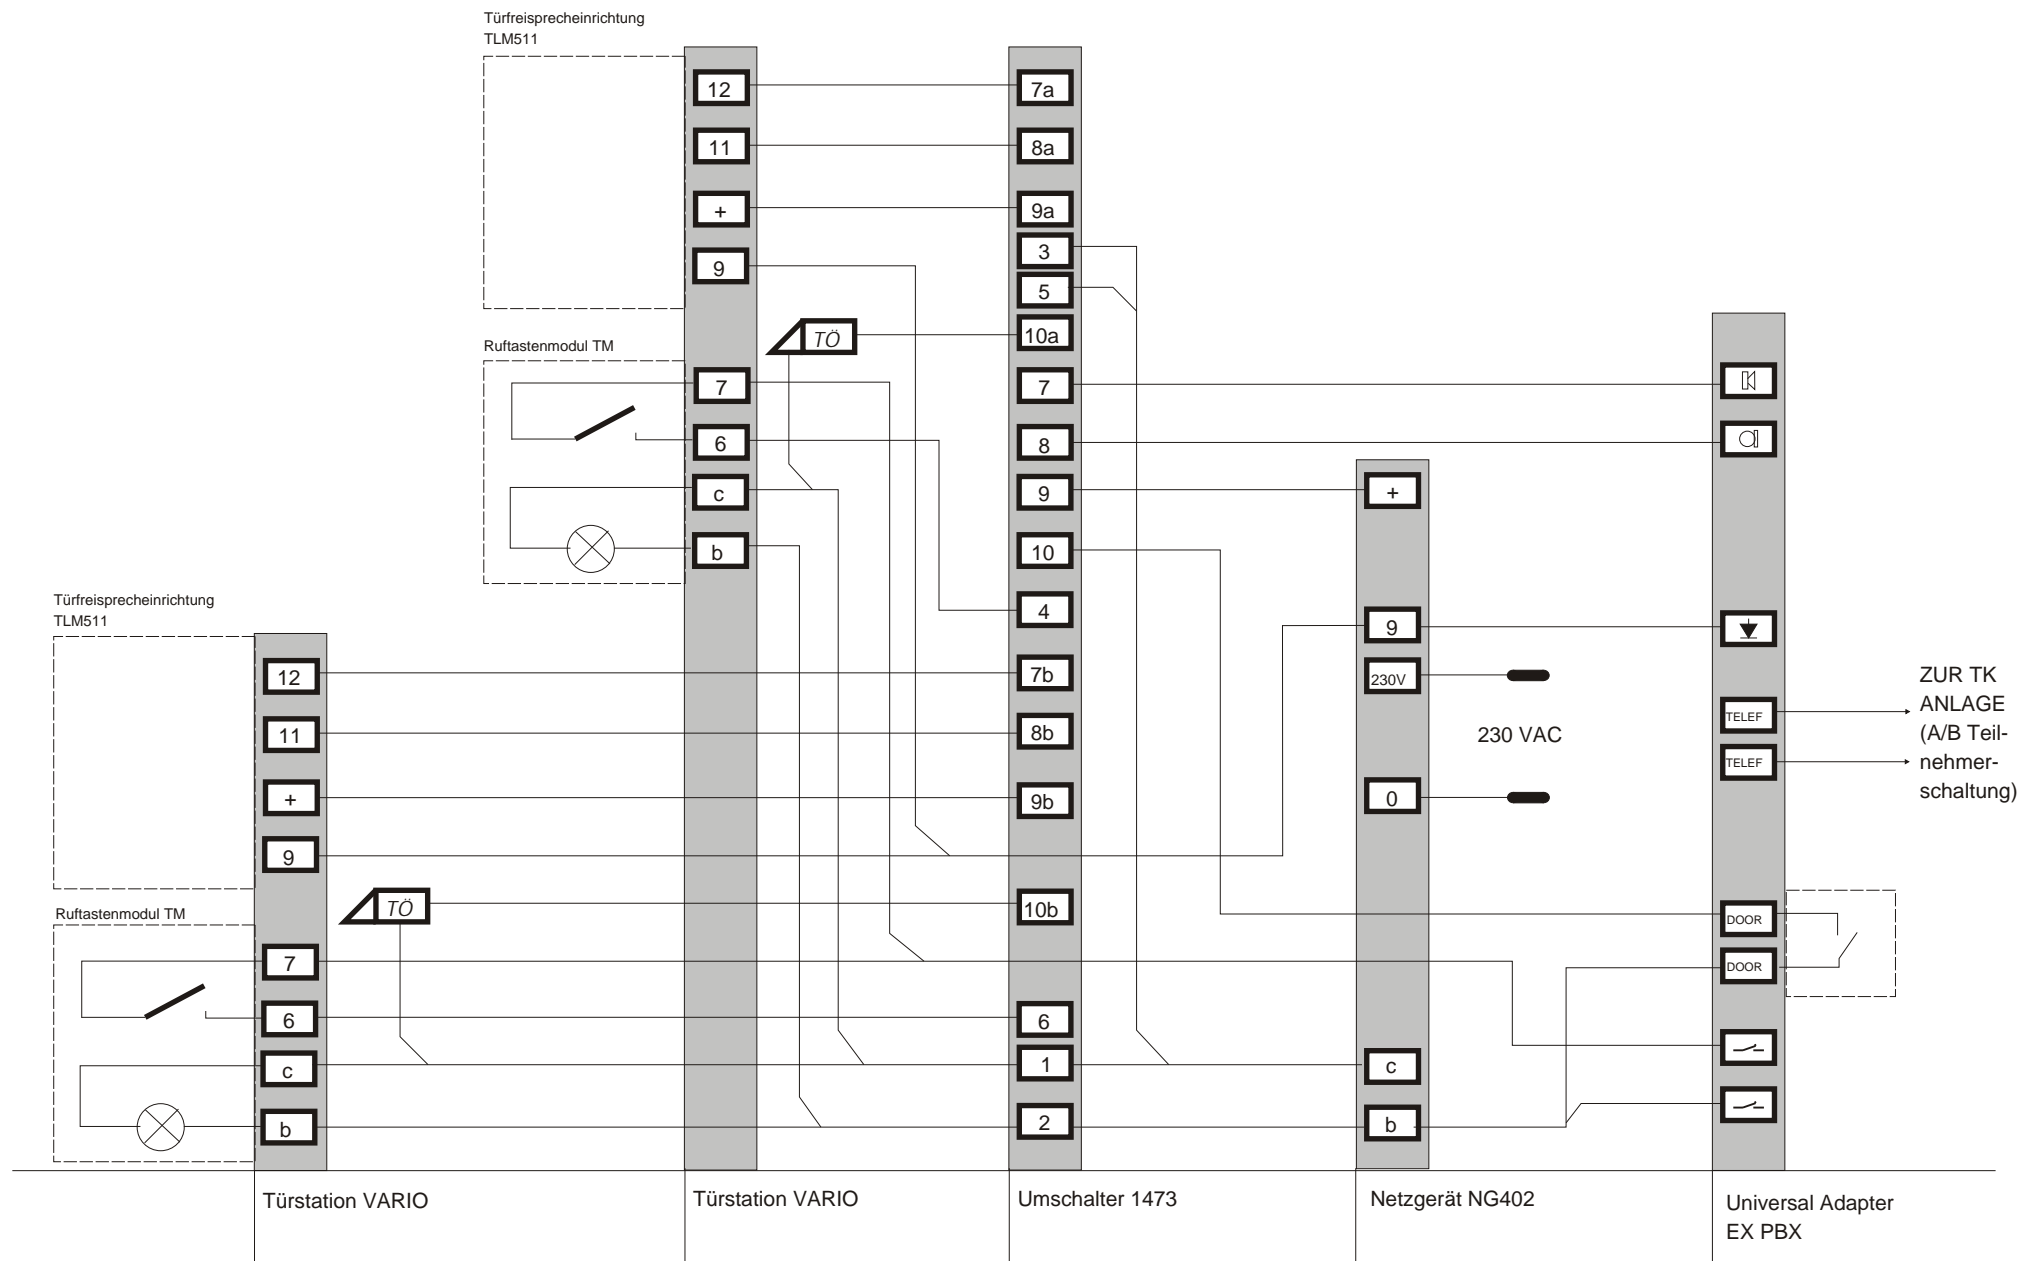 Türfreisprecheinrichtung
TLM511
12
11
+
9
Ruftastenmodul TM
7
6
c
b
TÖ
7a
8a
9a
3
5
10a
7
8
9
10
4
7b
8b
9b
10b
6
1
2
Türfreisprecheinrichtung
TLM511
12
11
+
9
Ruftastenmodul TM
7
6
c
b
TÖ
+
9
230V
230 VAC
0
c
b
TELEF
TELEF
DOOR
DOOR
ZUR TK
ANLAGE
(A/B Teil-
nehmer-
schaltung)
Türstation VARIO
Türstation VARIO
Umschalter 1473
Netzgerät NG402
Universal Adapter
EX PBX